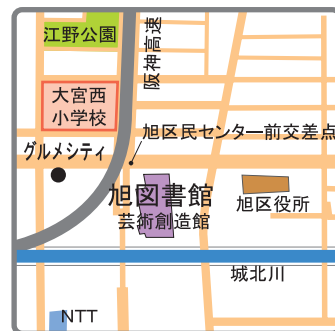 江野公園
阪神高速
大宮西
小学校
旭区民センター前交差点
グルメシティ
旭図書館
芸術創造館
旭区役所
城北川
NTT